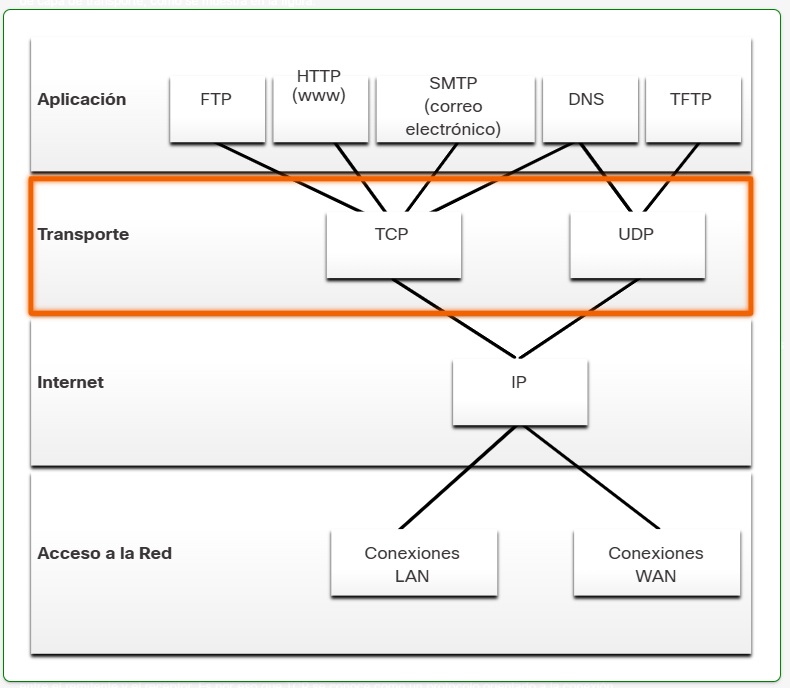 Aplicación
FTP
HTTP
(www)
SMTP
(correo
electrónico)
DNS
TFTP
Transporte
TCP
UDP
Internet
IP
Acceso a la Red
Conexiones
LAN
Conexiones
WAN